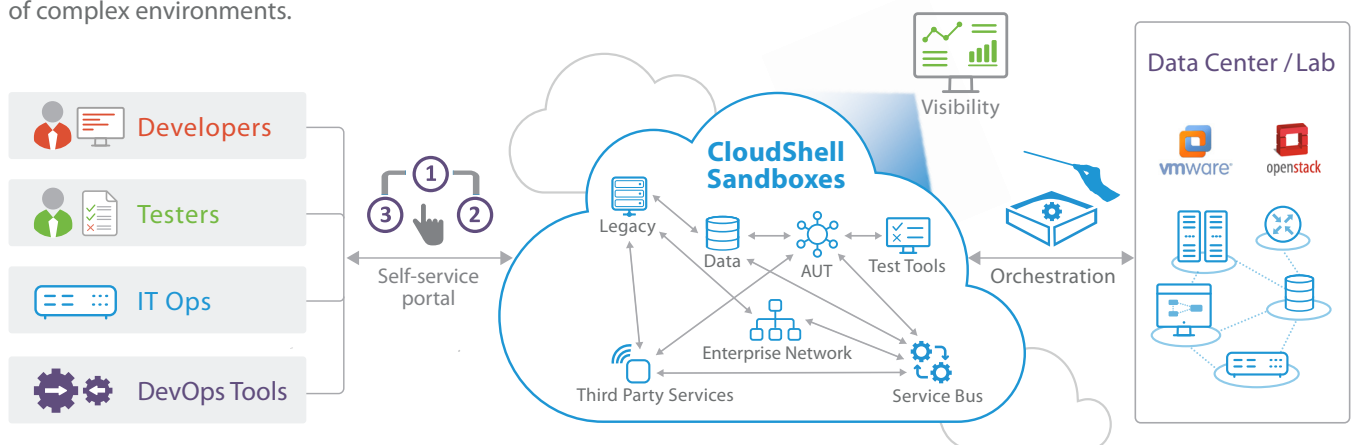 of complex environments.
Developers
Testers
IT Ops
DevOps Tools
1
3
2
Self-service
portal
CloudShell
Sandboxes
Legacy
Data
AUT
Test Tools
Enterprise Network
Third Party Services
Service Bus
Visibility
Orchestration
Data Center / Lab
vmware®
openstack